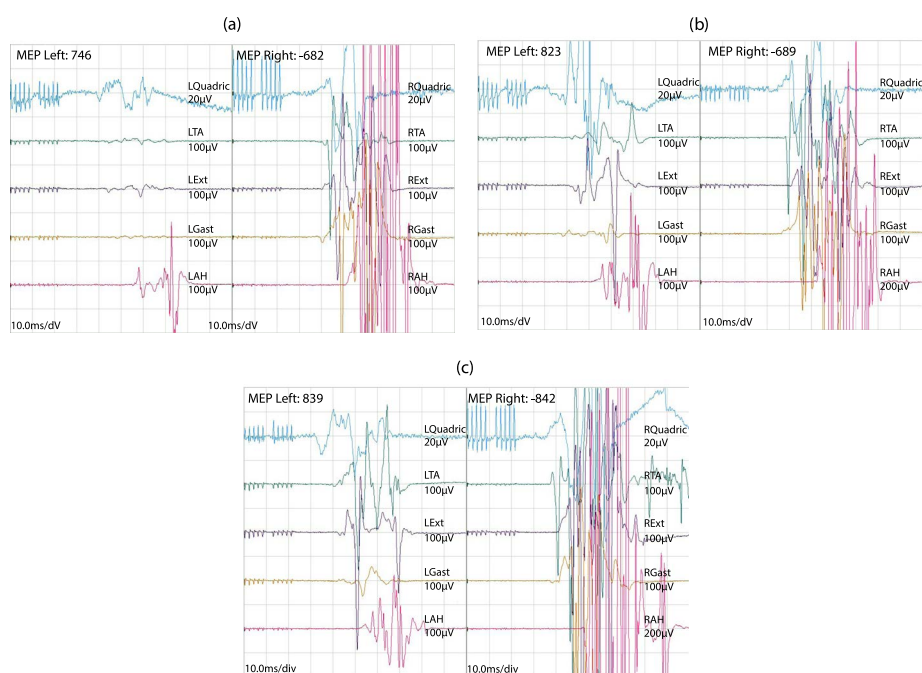 (a)
MEP Left: 746
LQuadric
20µV
LTA
100µV
LExt
100µV
LGast
100µV
LAH
100µV
10.0ms/dV
MEP Right: -682
RQuadric
20µV
RTA
100µV
RExt
100µV
RGast
100µV
RAH
100µV
10.0ms/dV
(b)
MEP Left: 823
LQuadric
20µV
LTA
100µV
LExt
100µV
LGast
100µV
LAH
100µV
10.0ms/dV
MEP Right: -689
RQuadric
20µV
RTA
100µV
RExt
100µV
RGast
100µV
RAH
200µV
10.0ms/dV
(c)
MEP Left: 839
LQuadric
20µV
LTA
100µV
LExt
100µV
LGast
100µV
LAH
100µV
10.0ms/div
MEP Right: -842
RQuadric
20µV
RTA
100µV
RExt
100µV
RGast
100µV
RAH
200µV
10.0ms/div